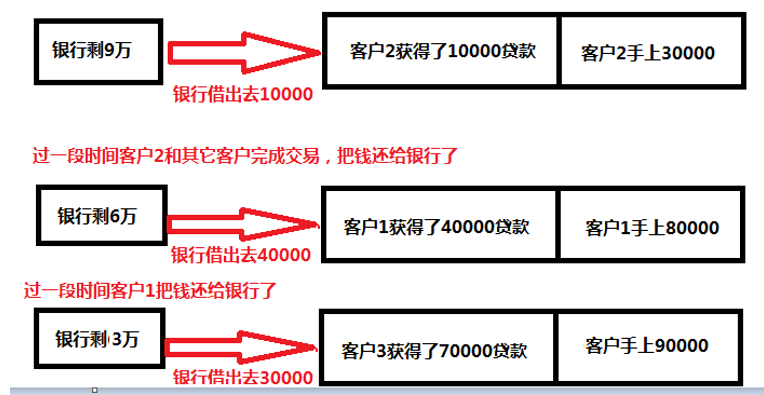 银行剩9万
客户2获得了10000贷款
客户2手上30000
银行借出去10000
过一段时间客户2和其它客户完成交易，把钱还给银行了
银行剩6万
客户1获得了40000贷款
客户1手上80000
银行借出去40000
过一段时间客户1把钱还给银行了
银行剩3万
客户3获得了70000贷款
客户手上90000
银行借出去30000